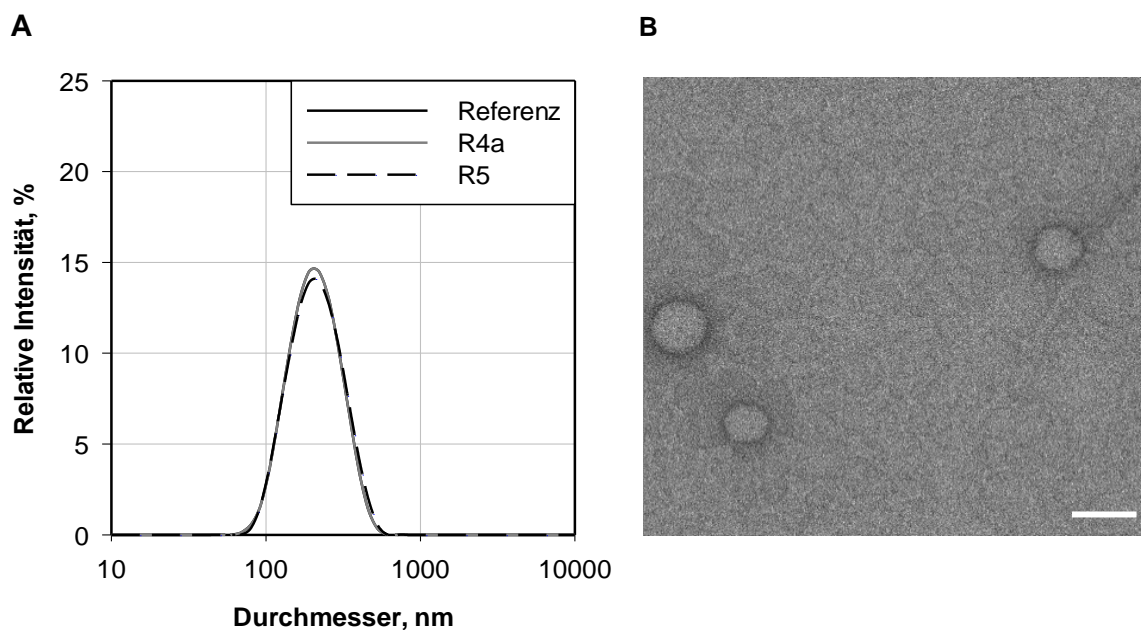 A
B
Relative Intensität, %
25
20
15
10
5
0
Referenz
R4a
R5
10
100
1000
10000
Durchmesser, nm